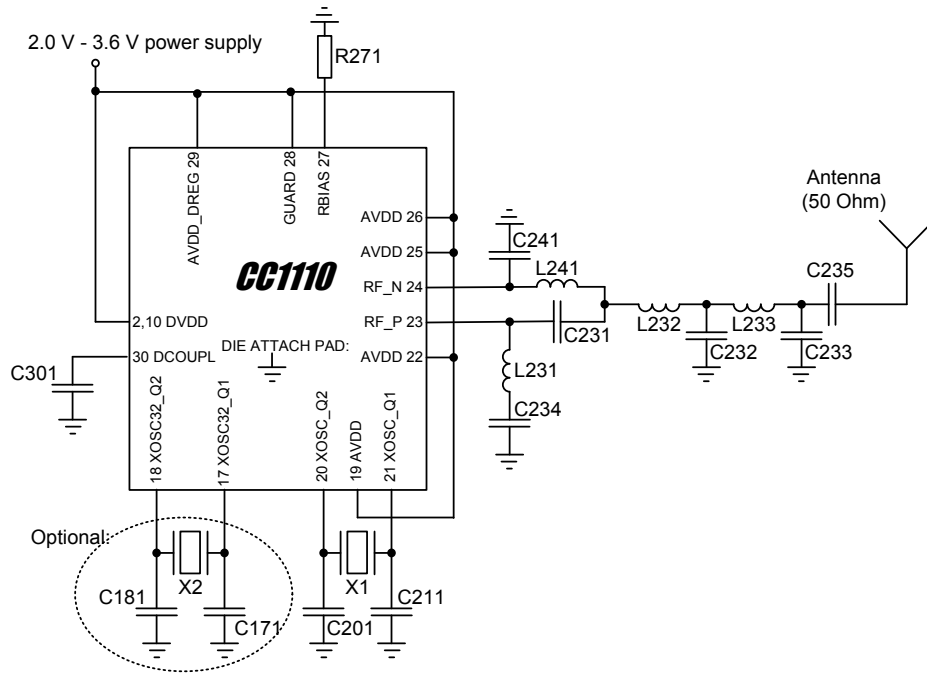 2.0 V - 3.6 V power supply
R271
AVDD_DREG 29
GUARD 28
RBIAS 27
Antenna
(50 Ohm)
AVDD 26
C241
AVDD 25
CC1110
L241
C235
RF_N 24
2,10 DVDD
RF_P 23
C231
L232
L233
DIE ATTACH PAD:
C232
C233
30 DCOUPL
AVDD 22
L231
C301
C234
18 XOSC32_Q2
17 XOSC32_Q1
20 XOSC_Q2
19 AVDD
21 XOSC_Q1
Optional:
X2
X1
C181
C211
C171
C201